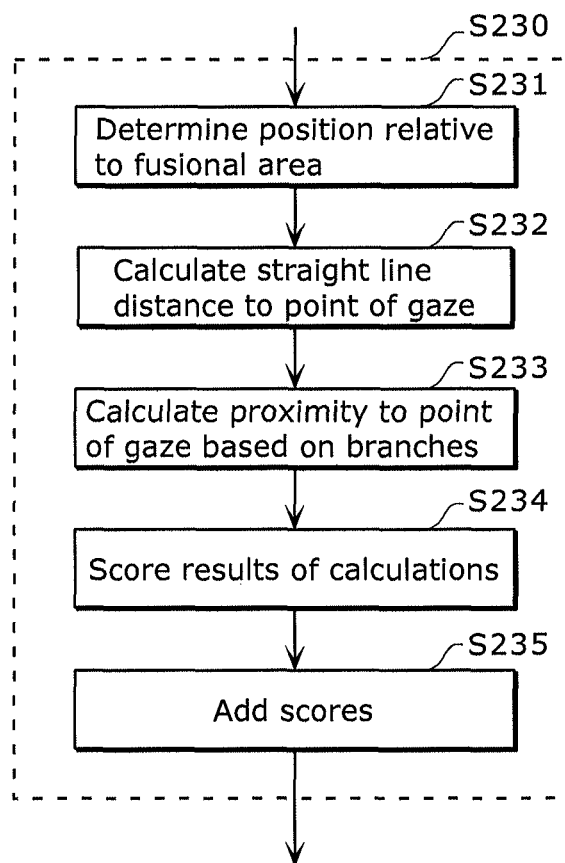 S230
S231
Determine position relative
to fusional area
S232
Calculate straight line
distance to point of gaze
S233
Calculate proximity to point
of gaze based on branches
S234
Score results of calculations
S235
Add scores